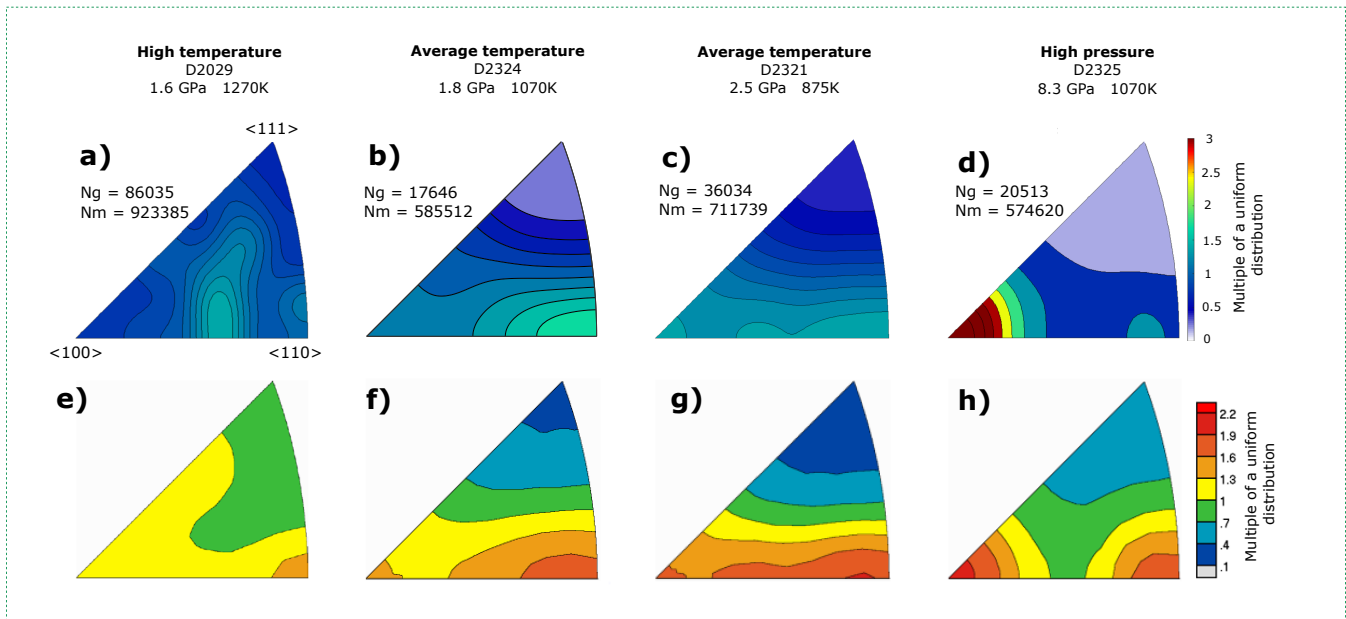 High temperature
D2029
1.6 GPa 1270K
Average temperature
D2324
1.8 GPa 1070K
Average temperature
D2321
2.5 GPa 875K
High pressure
D2325
8.3 GPa 1070K
<111>
a)
Ng = 86035
Nm = 923385
<100>
<110>
b)
Ng = 17646
Nm = 585512
c)
Ng = 36034
Nm = 711739
d)
Ng = 20513
Nm = 574620
3
2.5
2
1.5
1
0.5
0
Multiple of a uniform
distribution
e)
f)
g)
h)
2.2
1.9
1.6
1.3
1
.7
.4
.1
Multiple of a uniform
distribution